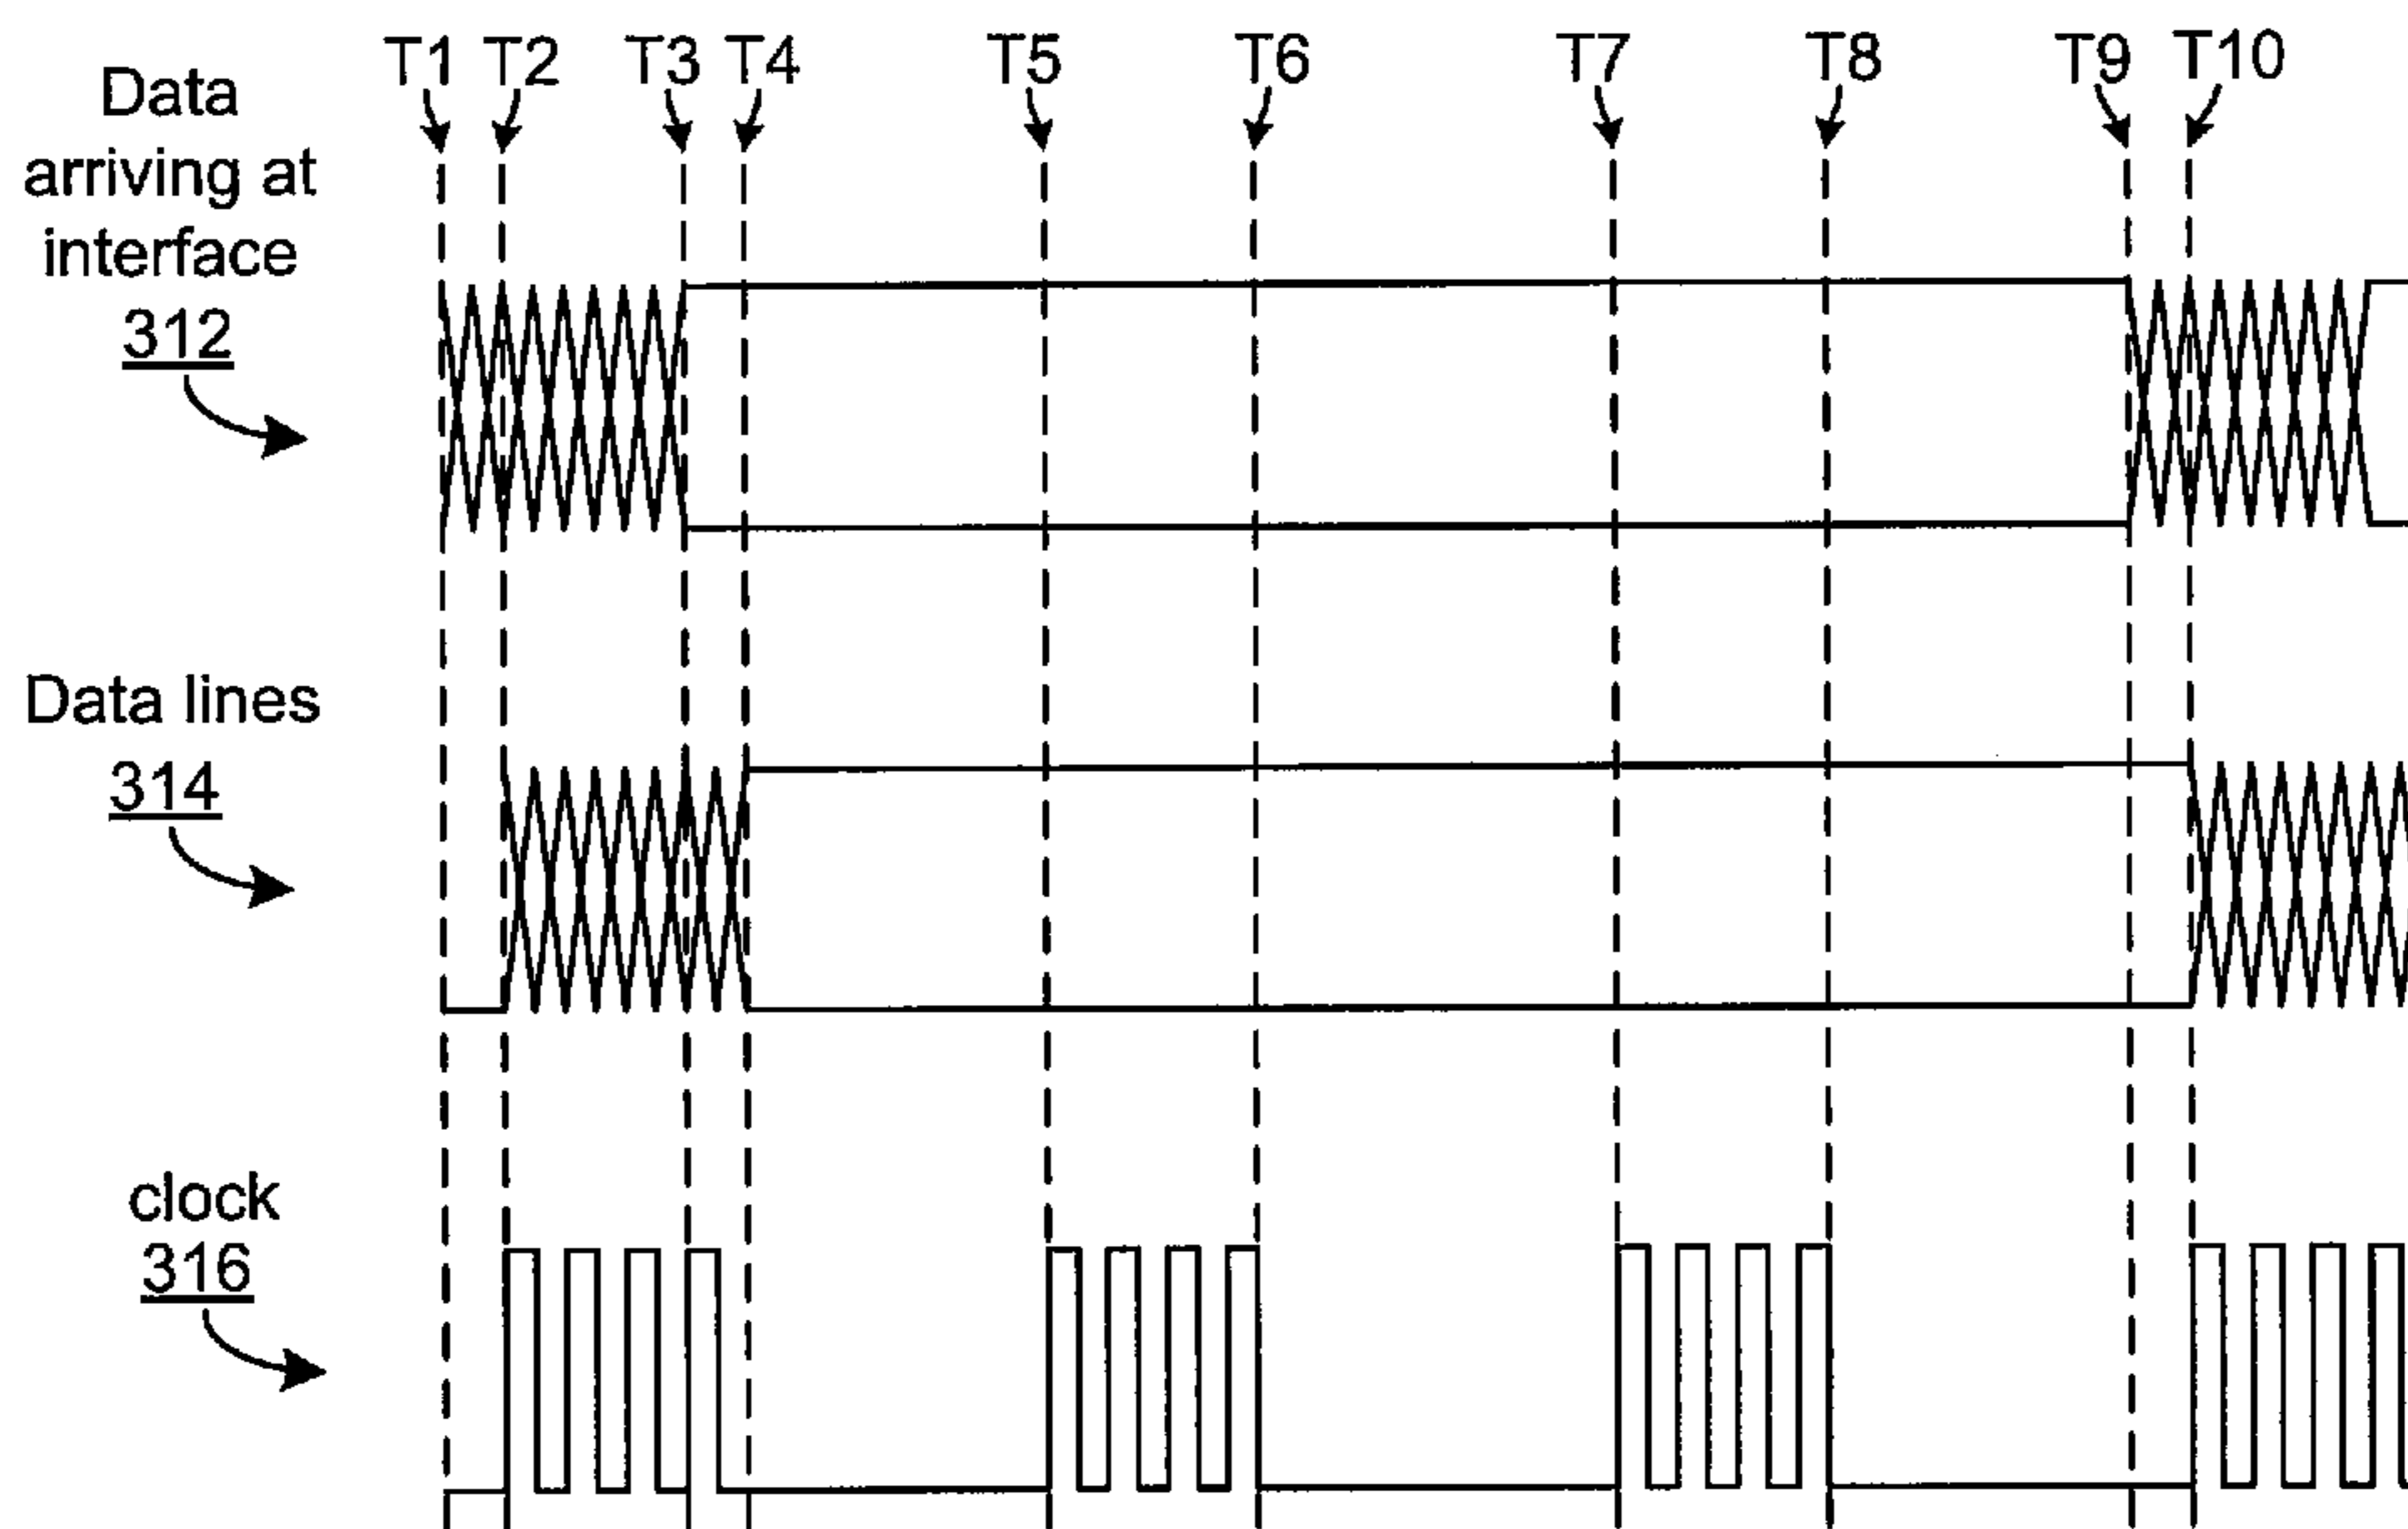 T1 T2 T3 T4 T5 T6 T7 T8 T9 T10
Data
arriving at
interface
312
Data lines
314
clock
316